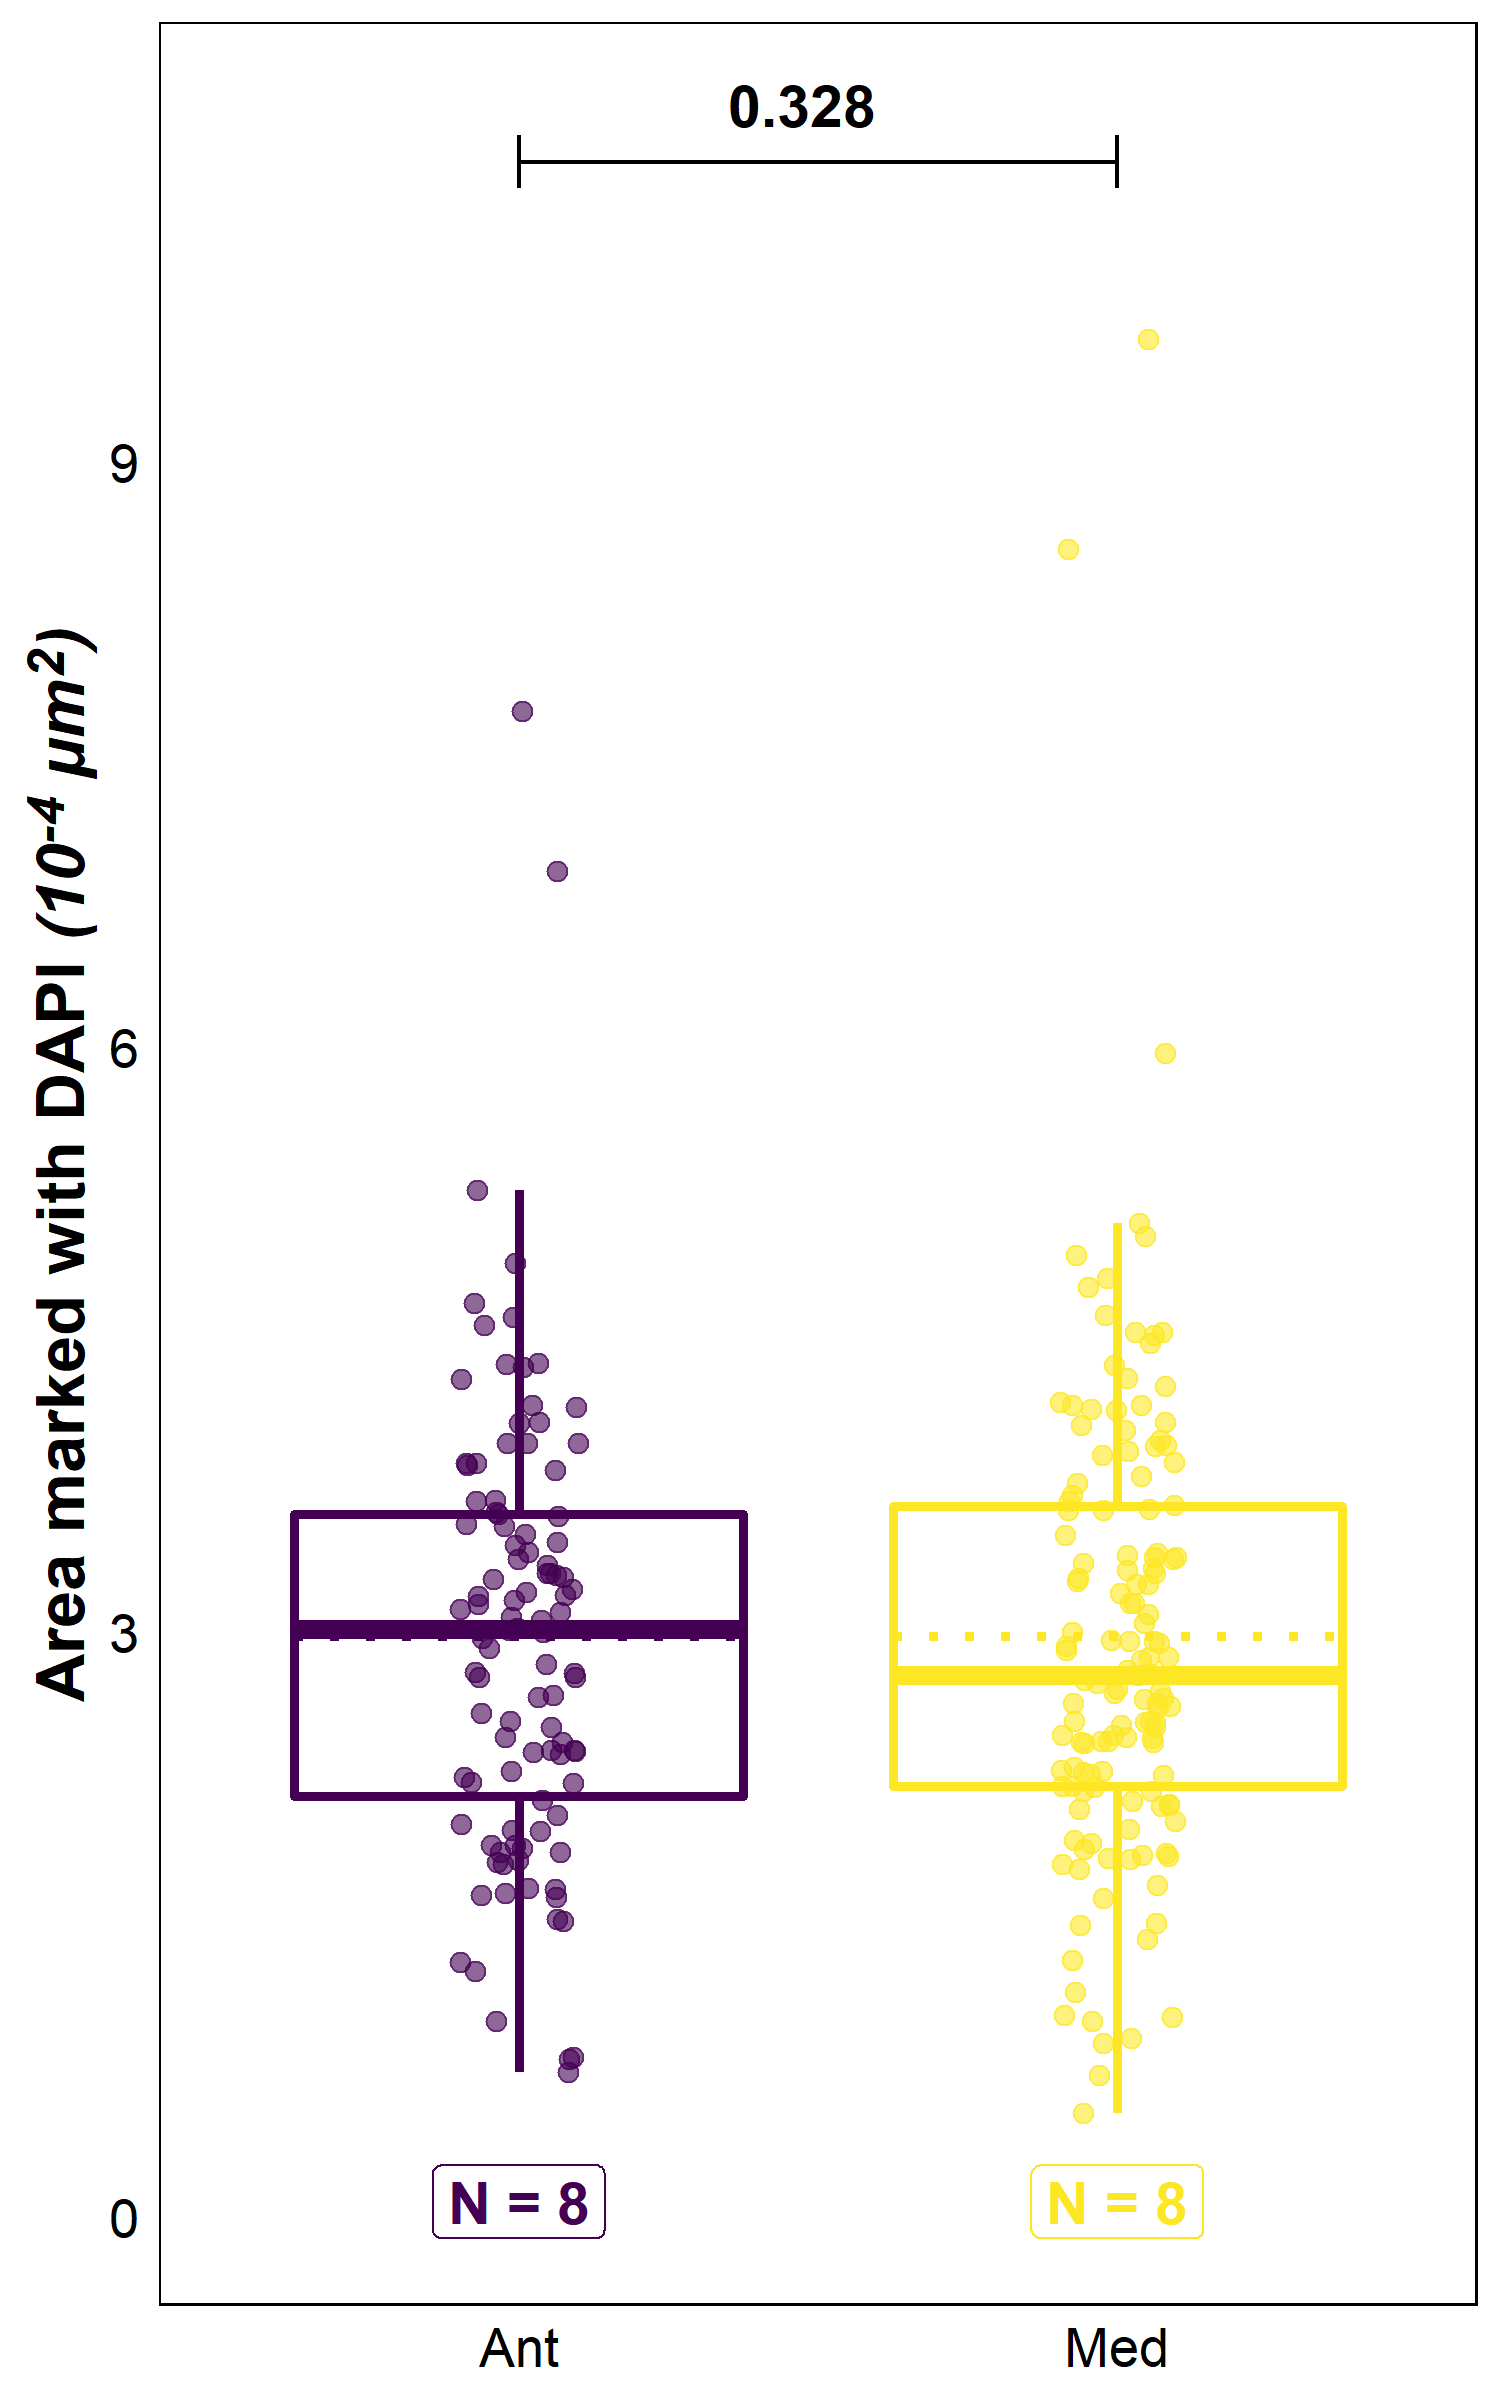 0.328
Area marked with DAPI (10⁻⁴ µm²)
9
6
3
0
N = 8
N = 8
Ant
Med